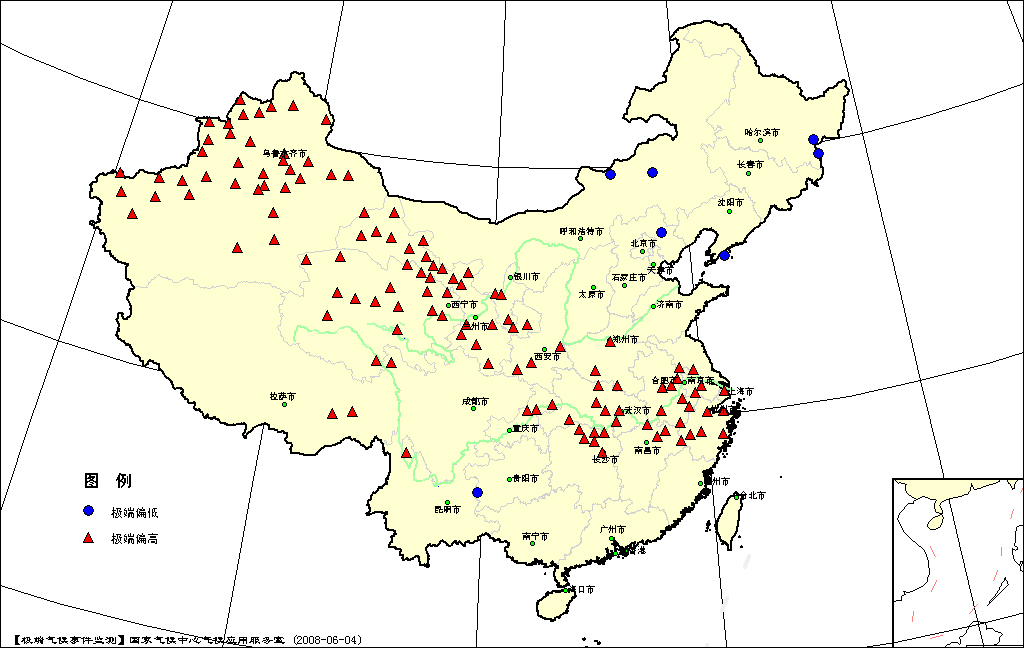 哈尔滨市
乌鲁木齐市
长春市
沈阳市
呼和浩特市
北京市
天津市
银川市
石家庄市
太原市
西宁市
济南市
兰州市
郑州市
西安市
合肥市
南京市
上海市
拉萨市
成都市
武汉市
杭州市
重庆市
南昌市
长沙市
贵阳市
福州市
台北市
昆明市
广州市
南宁市
香港
海口市
图 例
极端偏低
极端偏高
【极端气候事件监测】国家气候中心气候应用服务室 (2008-06-04)